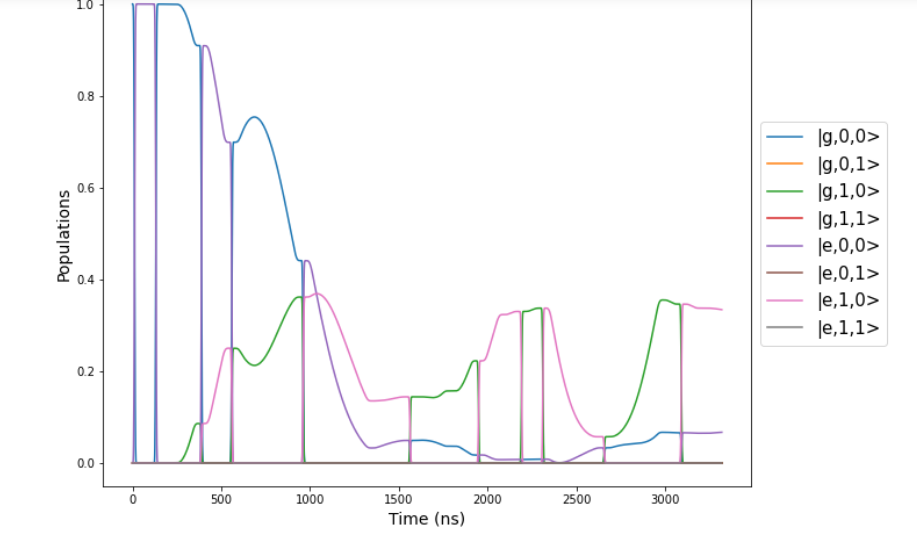 1.0
0.8
0.6
0.4
0.2
0.0
Populations
0 500 1000 1500 2000 2500 3000
Time (ns)
|g,0,0>
|g,0,1>
|g,1,0>
|g,1,1>
|e,0,0>
|e,0,1>
|e,1,0>
|e,1,1>